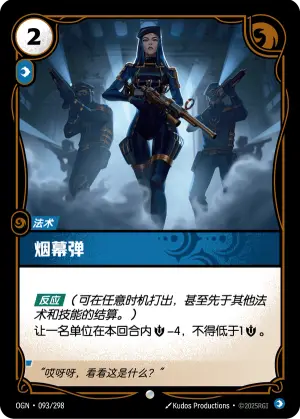 2
法术
烟幕弹
反应 （可在任意时机打出，甚至先于其他法
术和技能的结算。）
让一名单位在本回合内 -4，不得低于1 。
“哎呀呀，看看这是什么？”
OGN • 093/298
Kudos Productions • ©2025RGI